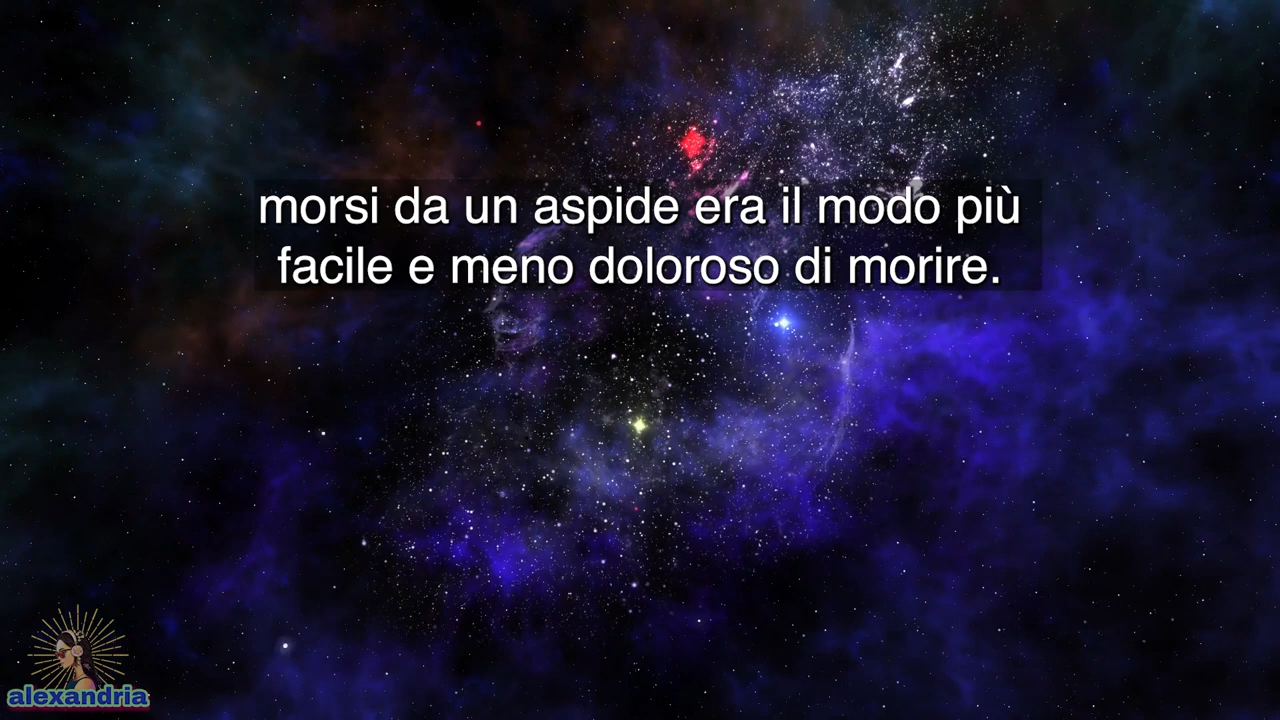 morsi da un aspide era il modo più
facile e meno doloroso di morire.
alexandria